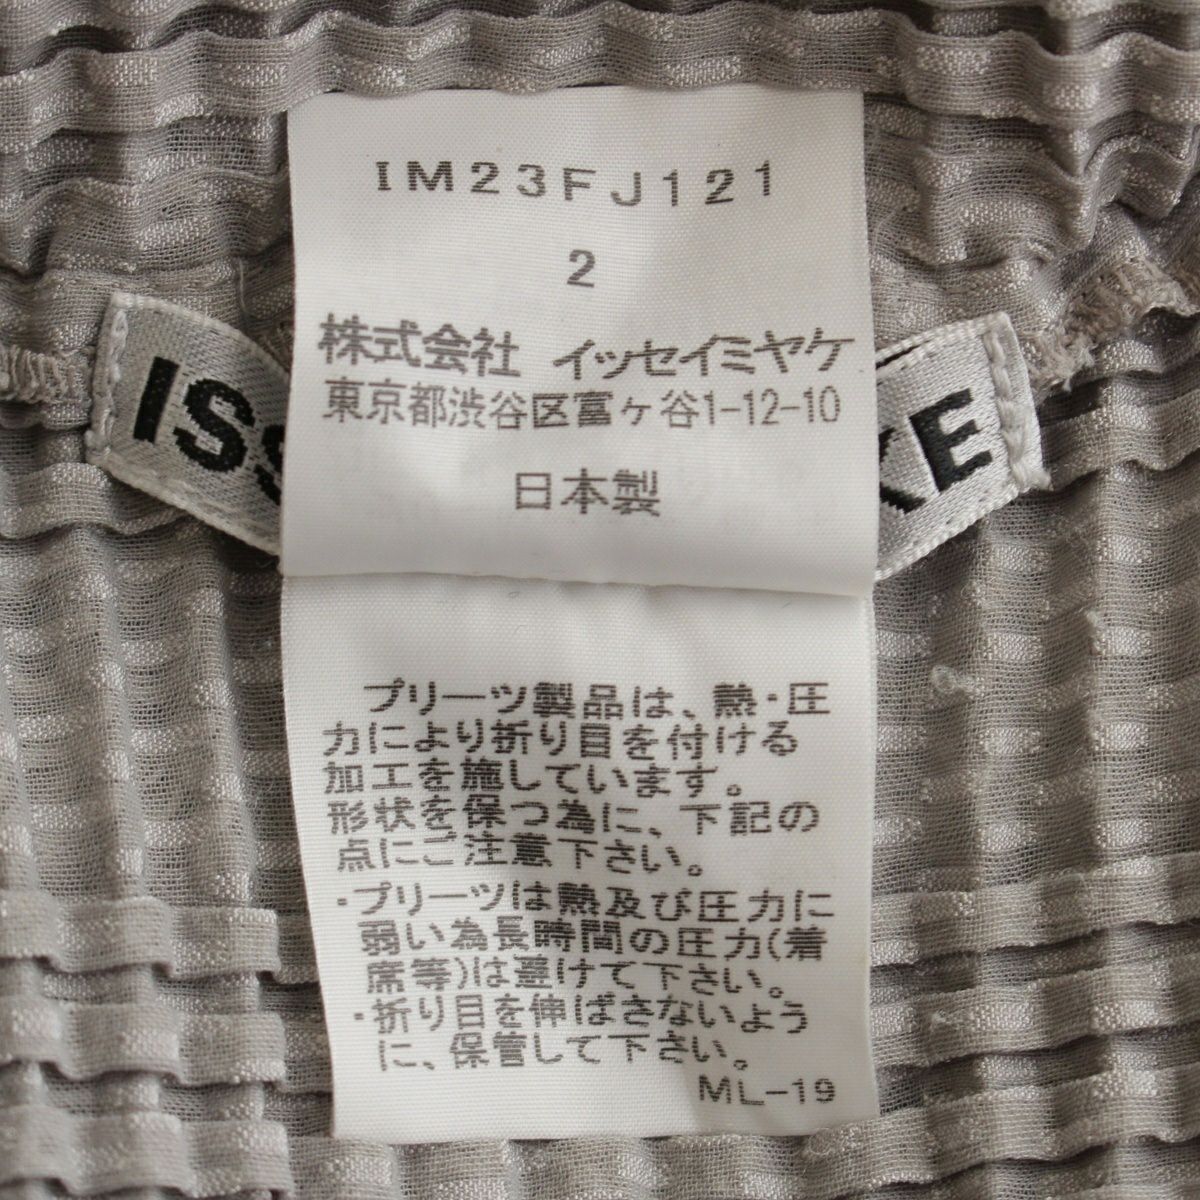 IM23FJ121
2
株式会社 イッセイミヤケ
東京都渋谷区富ヶ谷1-12-10
日本製
ISS
KE
プリーツ製品は、熱・圧
力により折り目を付ける
加工を施しています。
形状を保つ為に、下記の
点にご注意下さい。
・プリーツは熱及び圧力に
弱い為長時間の圧力(着
席等)は避けて下さい。
・折り目を伸ばさないよう
に、保管して下さい。
ML-19